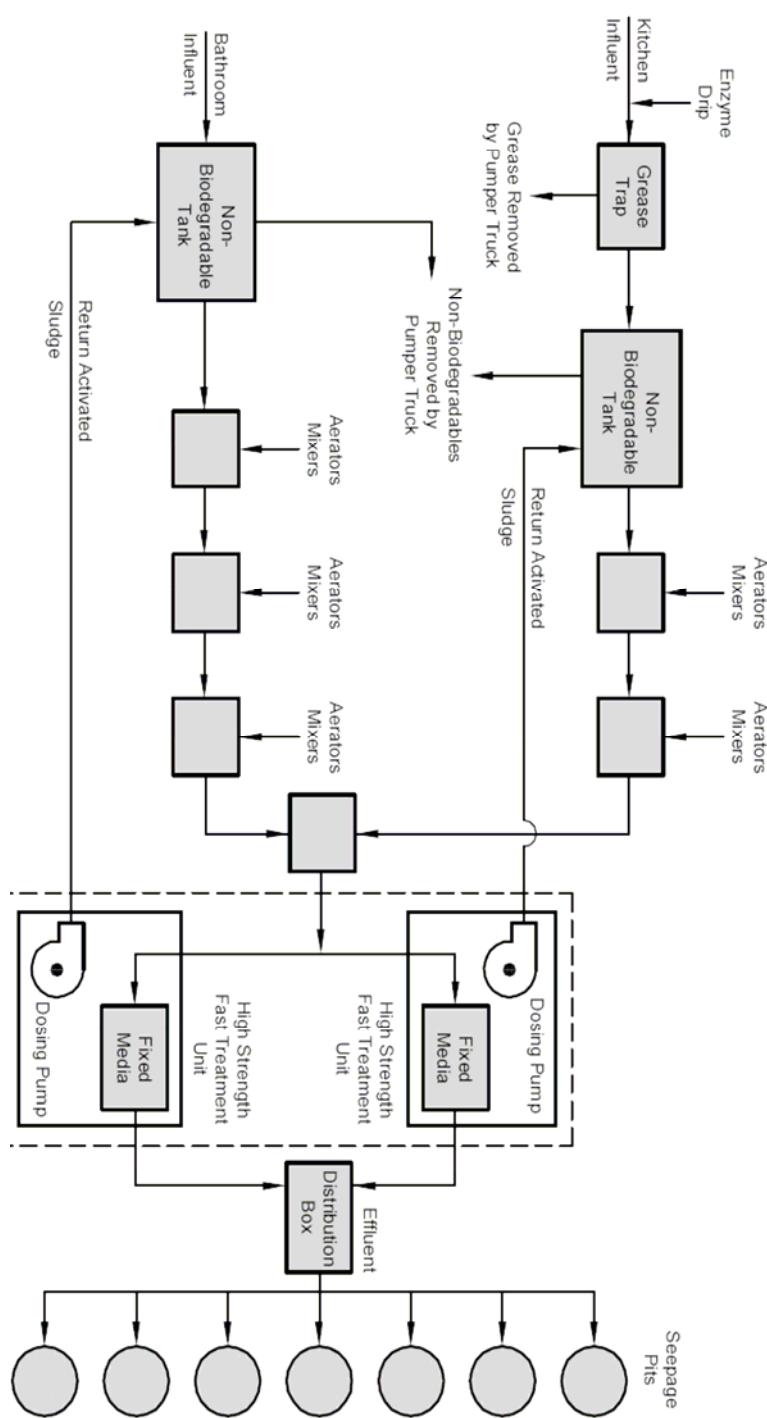 Enzyme
Drip
Kitchen
Influent
Grease
Trap
Grease Removed
by Pumper Truck
Non-
Biodegradable
Tank
Aerators
Mixers
Aerators
Mixers
Return Activated
Sludge
Non-Biodegradables
Removed by
Pumper Truck
Bathroom
Influent
Non-
Biodegradable
Tank
Aerators
Mixers
Aerators
Mixers
Aerators
Mixers
Return Activated
Sludge
Dosing Pump
Fixed
Media
High Strength
Fast Treatment
Unit
High Strength
Fast Treatment
Unit
Fixed
Media
Dosing Pump
Effluent
Distribution
Box
Seepage
Pits